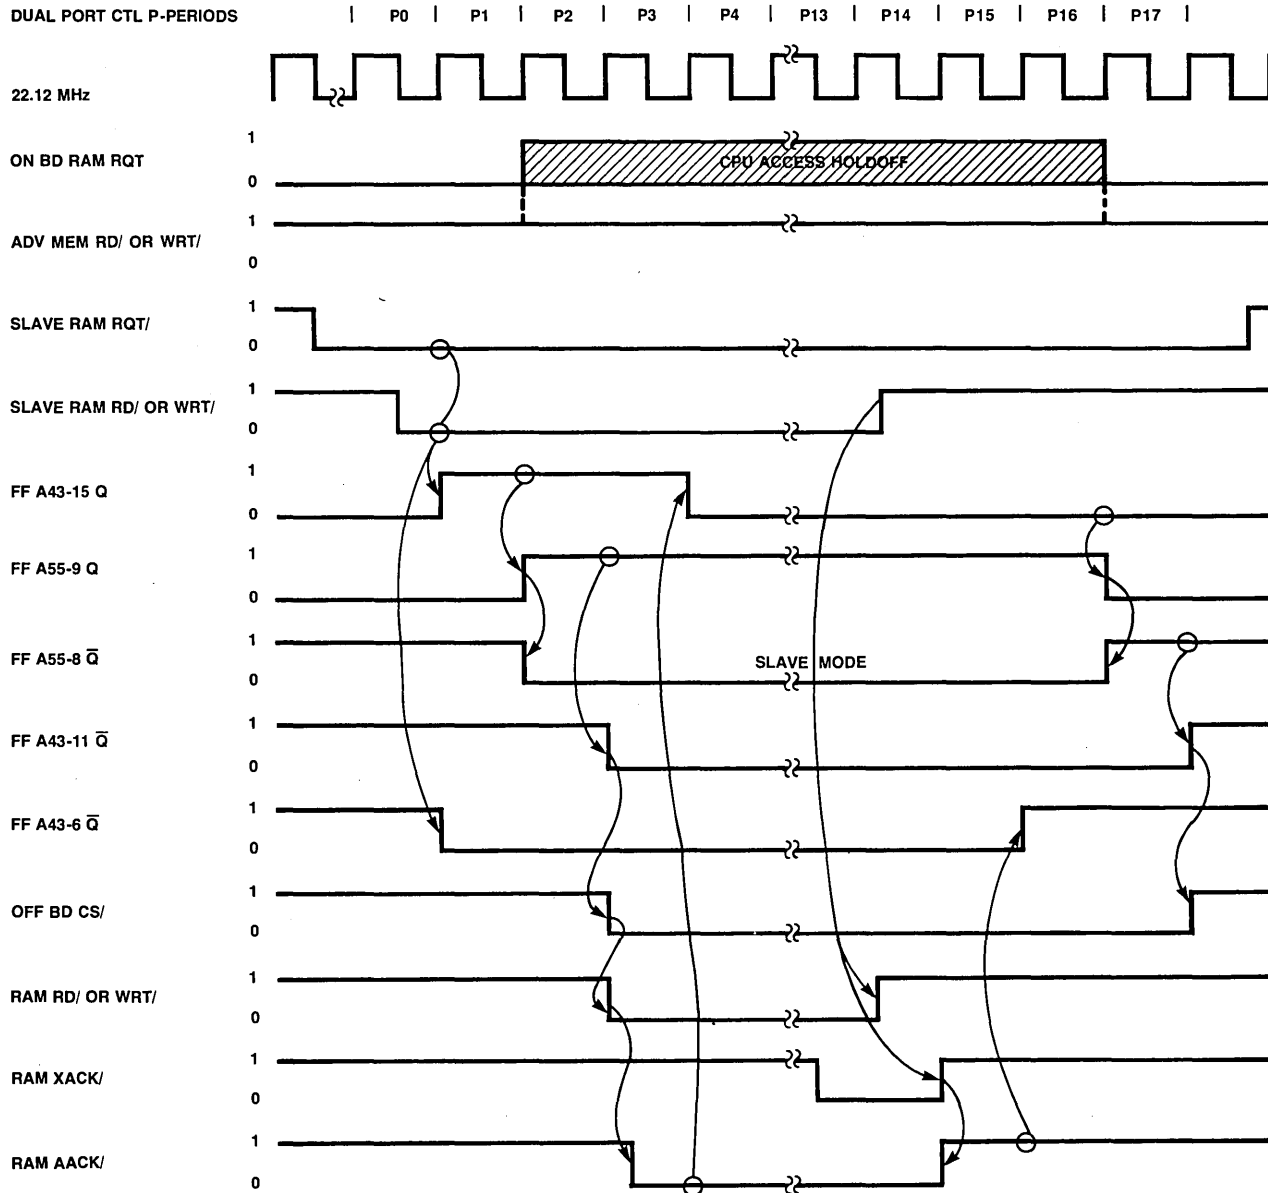 DUAL PORT CTL P-PERIODS | P0 | P1 | P2 | P3 | P4 | P13 | P14 | P15 | P16 | P17 |
22.12 MHz
1
ON BD RAM RQT CPU ACCESS HOLDOFF
0
1
ADV MEM RD/ OR WRT/
0
1
SLAVE RAM RQT/
0
1
SLAVE RAM RD/ OR WRT/
0
1
FF A43-15 Q
0
1
FF A55-9 Q
0
1
FF A55-8 Q̅ SLAVE MODE
0
1
FF A43-11 Q̅
0
1
FF A43-6 Q̅
0
1
OFF BD CS/
0
1
RAM RD/ OR WRT/
0
1
RAM XACK/
0
1
RAM AACK/
0